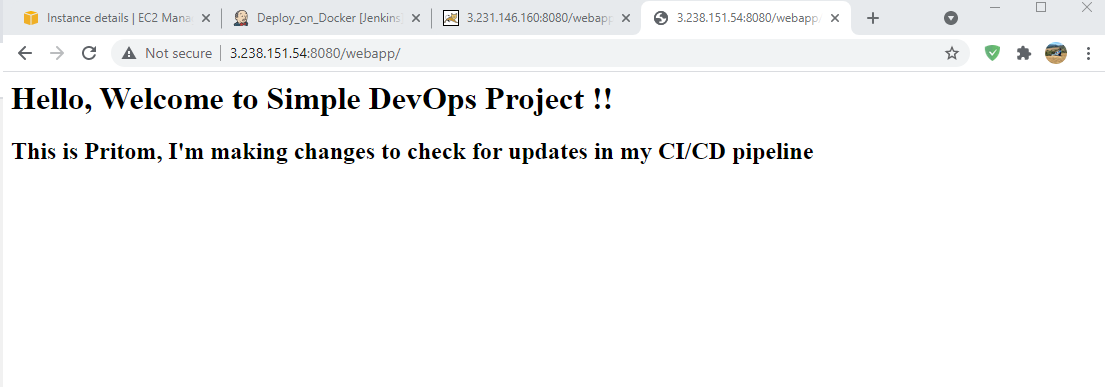 Instance details | EC2 Mana
Deploy_on_Docker [Jenkins]
3.231.146.160:8080/webapp
3.238.151.54:8080/webapp/
Not secure | 3.238.151.54:8080/webapp/
Hello, Welcome to Simple DevOps Project !!
This is Pritom, I'm making changes to check for updates in my CI/CD pipeline